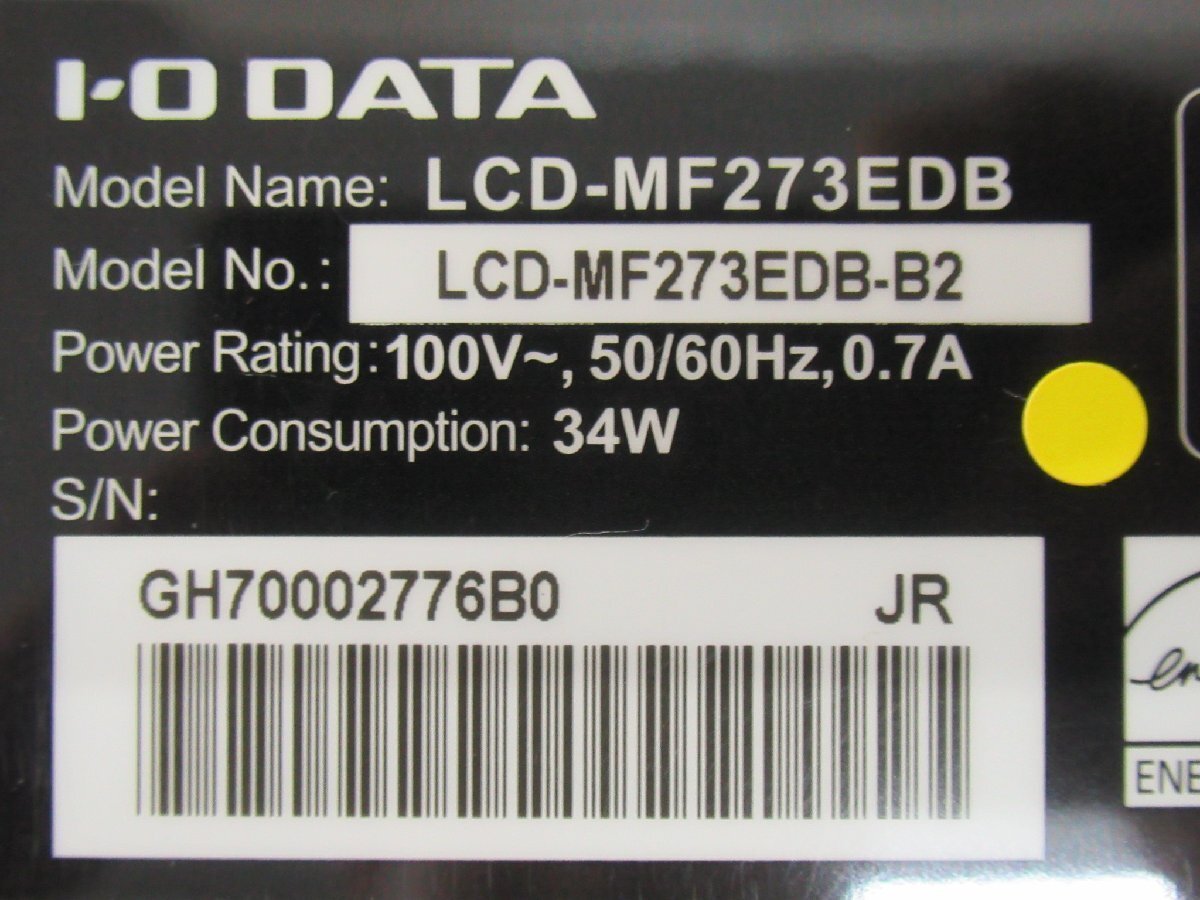 I-O DATA
Model Name: LCD-MF273EDB
Model No.: LCD-MF273EDB-B2
Power Rating: 100V~, 50/60Hz, 0.7A
Power Consumption: 34W
S/N:
GH70002776B0 JR